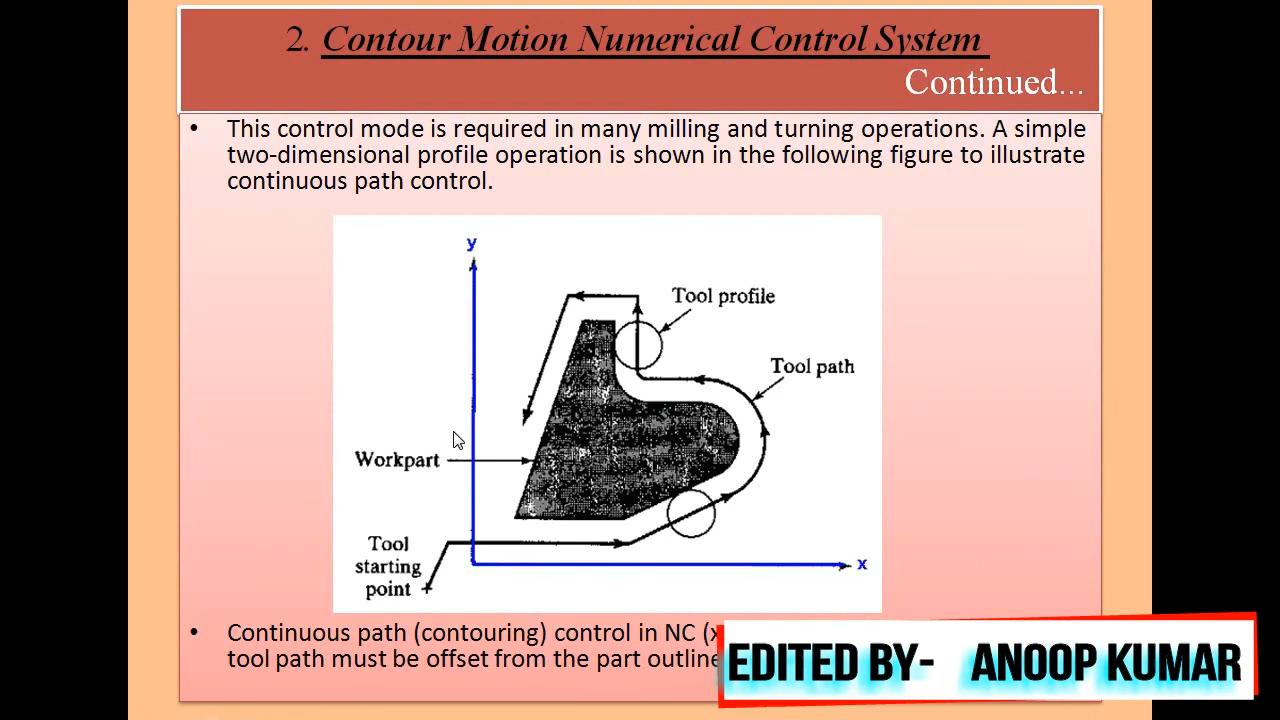 2. Contour Motion Numerical Control System
Continued...
• This control mode is required in many milling and turning operations. A simple
two-dimensional profile operation is shown in the following figure to illustrate
continuous path control.
y
Tool profile
Tool path
Workpart
Tool
starting
point
x
• Continuous path (contouring) control in NC (x
tool path must be offset from the part outline
EDITED BY- ANOOP KUMAR